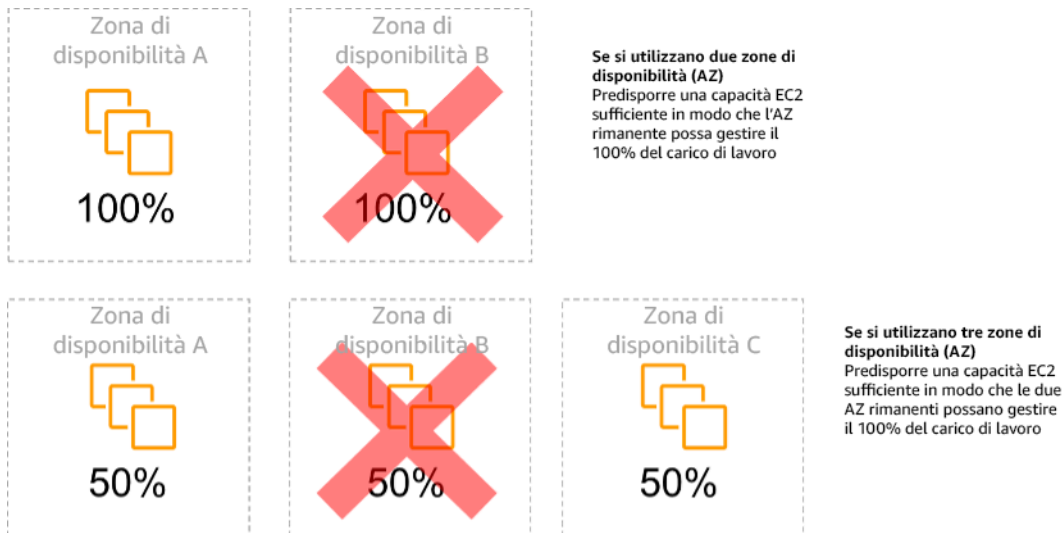 Zona di
disponibilità A
100%
Zona di
disponibilità B
100%
Se si utilizzano due zone di
disponibilità (AZ)
Predisporre una capacità EC2
sufficiente in modo che l'AZ
rimanente possa gestire il
100% del carico di lavoro
Zona di
disponibilità A
50%
Zona di
disponibilità B
50%
Zona di
disponibilità C
50%
Se si utilizzano tre zone di
disponibilità (AZ)
Predisporre una capacità EC2
sufficiente in modo che le due
AZ rimanenti possano gestire
il 100% del carico di lavoro